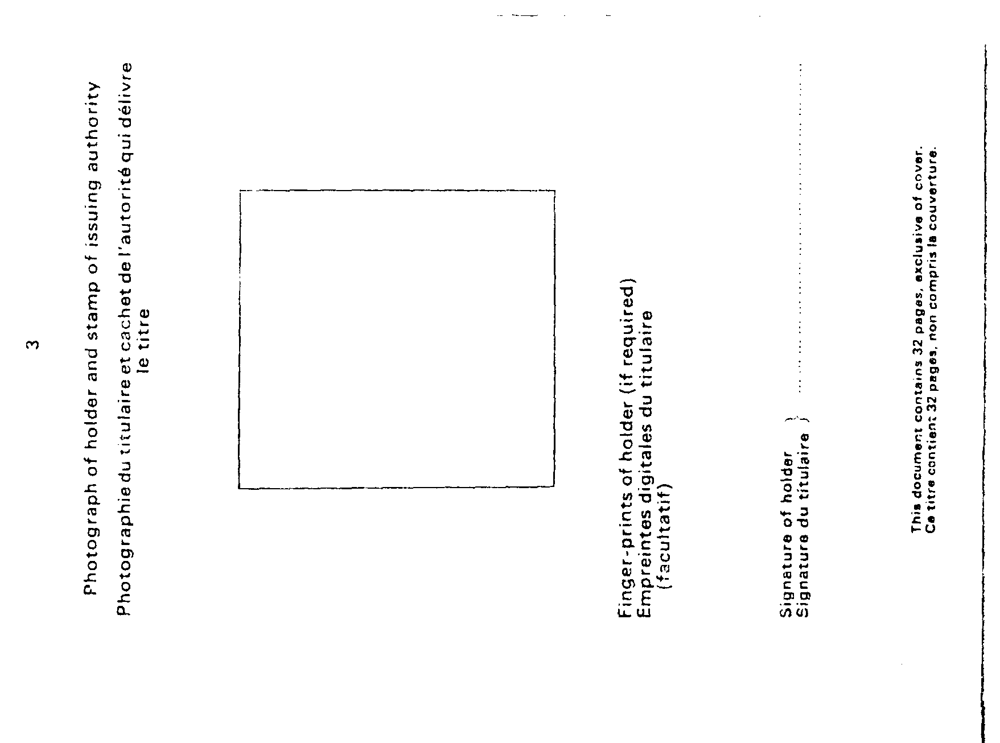 3
Photograph of holder and stamp of issuing authority
Photographie du titulaire et cachet de l'autorité qui délivre
le titre
Finger-prints of holder (if required)
Empreintes digitales du titulaire
(facultatif)
Signature of holder }
Signature du titulaire } ..............................................
This document contains 32 pages, exclusive of cover.
Ce titre contient 32 pages, non compris la couverture.